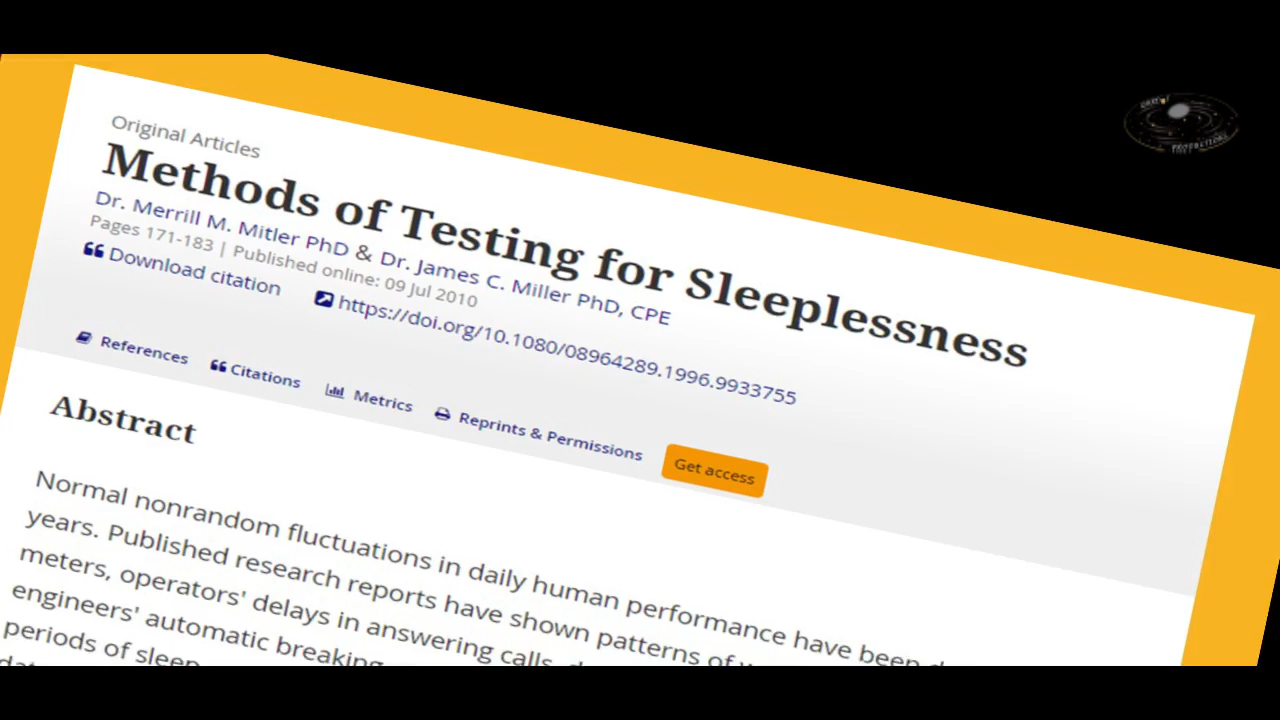 Original Articles
Methods of Testing for Sleeplessness
Dr. Merrill M. Mitler PhD & Dr. James C. Miller PhD, CPE
Pages 171-183 | Published online: 09 Jul 2010
Download citation https://doi.org/10.1080/08964289.1996.9933755
References Citations Metrics Reprints & Permissions Get access
Abstract
Normal nonrandom fluctuations in daily human performance have been
years. Published research reports have shown patterns of
meters, operators' delays in answering calls,
engineers' automatic breaking
periods of sleep